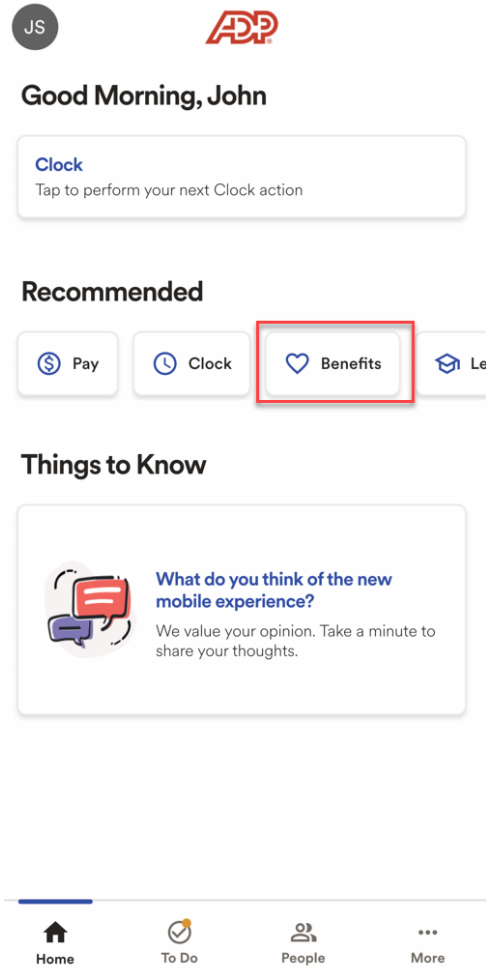 JS
ADP
Good Morning, John
Clock
Tap to perform your next Clock action
Recommended
Pay
Clock
Benefits
Le
Things to Know
What do you think of the new
mobile experience?
We value your opinion. Take a minute to
share your thoughts.
Home
To Do
People
More